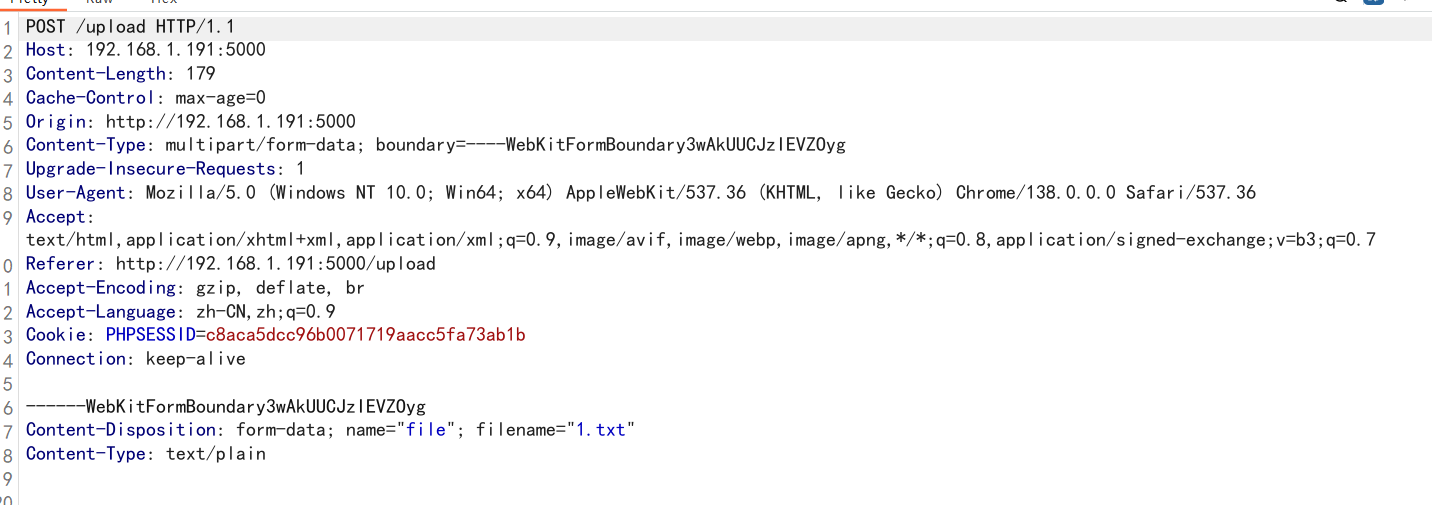 Pretty Raw Hex
1 POST /upload HTTP/1.1
2 Host: 192.168.1.191:5000
3 Content-Length: 179
4 Cache-Control: max-age=0
5 Origin: http://192.168.1.191:5000
6 Content-Type: multipart/form-data; boundary=----WebKitFormBoundary3wAkUUCJzlEVZOyg
7 Upgrade-Insecure-Requests: 1
8 User-Agent: Mozilla/5.0 (Windows NT 10.0; Win64; x64) AppleWebKit/537.36 (KHTML, like Gecko) Chrome/138.0.0.0 Safari/537.36
9 Accept:
text/html,application/xhtml+xml,application/xml;q=0.9,image/avif,image/webp,image/apng,*/*;q=0.8,application/signed-exchange;v=b3;q=0.7
0 Referer: http://192.168.1.191:5000/upload
1 Accept-Encoding: gzip, deflate, br
2 Accept-Language: zh-CN,zh;q=0.9
3 Cookie: PHPSESSID=c8aca5dcc96b0071719aacc5fa73ab1b
4 Connection: keep-alive
5
6 ------WebKitFormBoundary3wAkUUCJzlEVZOyg
7 Content-Disposition: form-data; name="file"; filename="1.txt"
8 Content-Type: text/plain
9
20